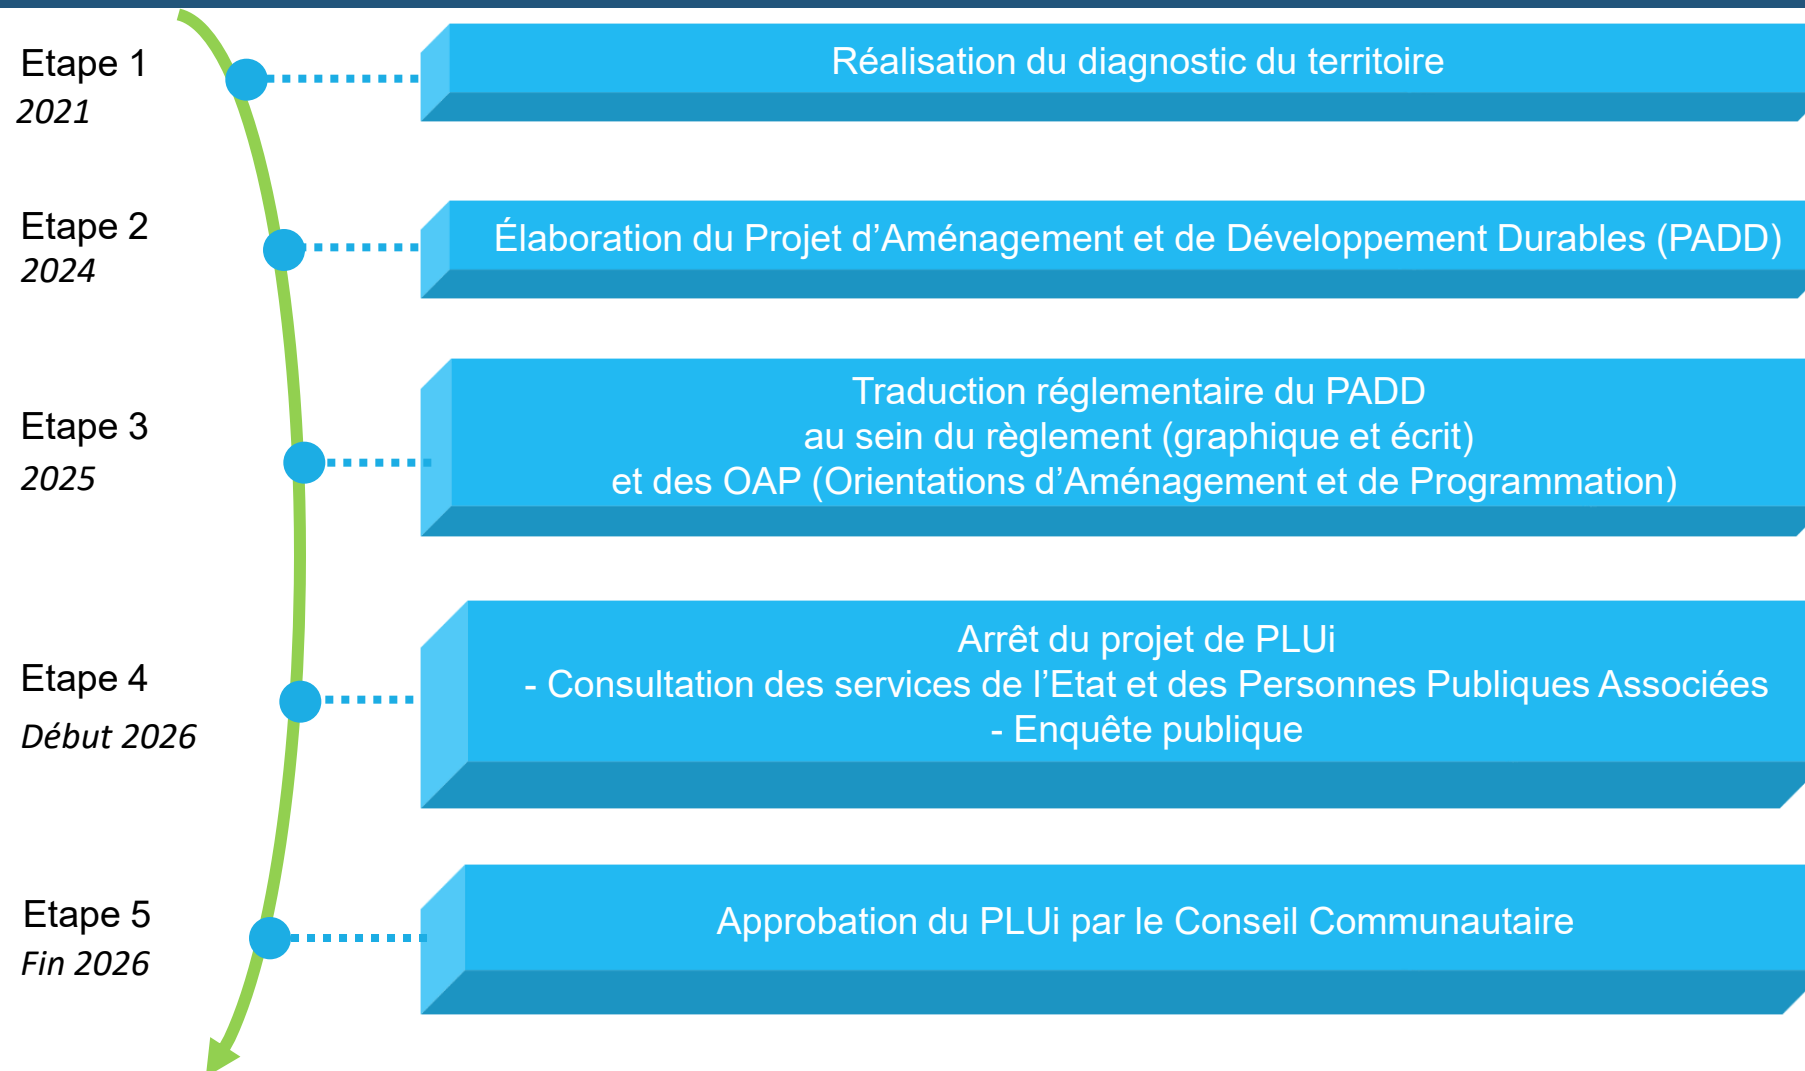 Etape 1
2021
Réalisation du diagnostic du territoire
Etape 2
2024
Élaboration du Projet d’Aménagement et de Développement Durables (PADD)
Etape 3
2025
Traduction réglementaire du PADD
au sein du règlement (graphique et écrit)
et des OAP (Orientations d’Aménagement et de Programmation)
Etape 4
Début 2026
Arrêt du projet de PLUi
- Consultation des services de l’Etat et des Personnes Publiques Associées
- Enquête publique
Etape 5
Fin 2026
Approbation du PLUi par le Conseil Communautaire